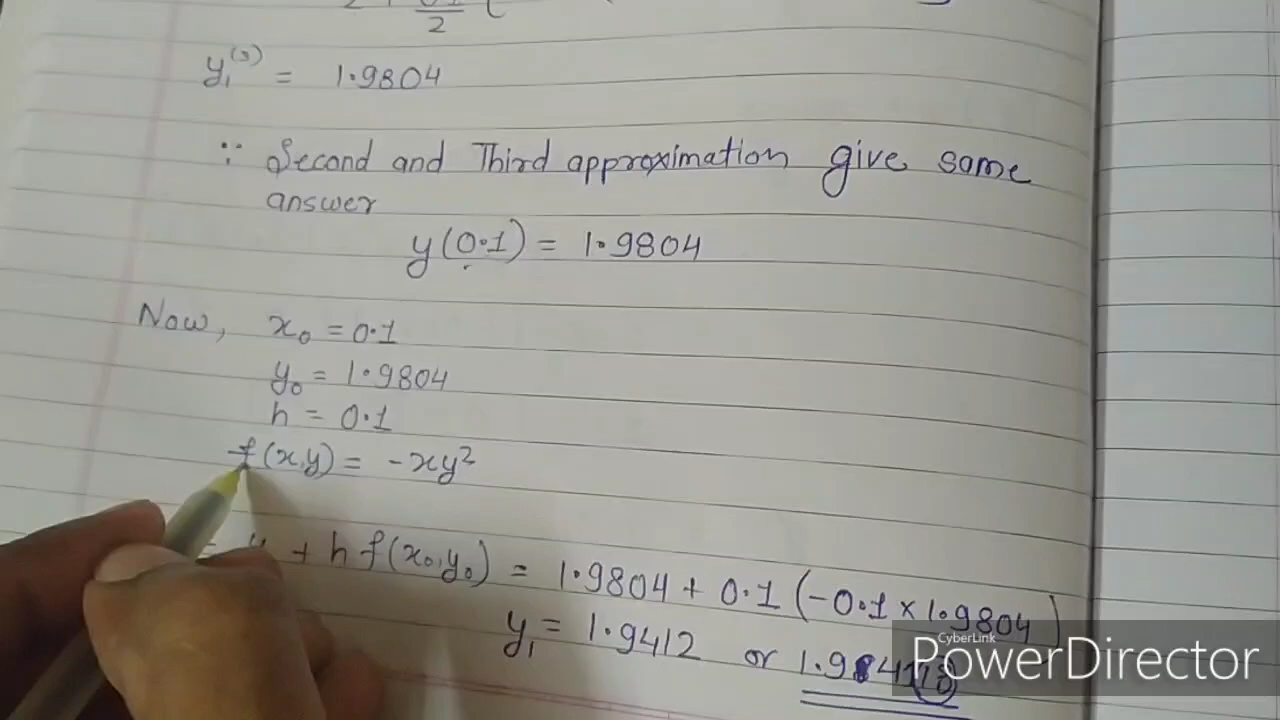 2
y₁⁽³⁾ = 1.9804
∵ Second and Third approximation give same
answer
y(0.1) = 1.9804
Now, x₀ = 0.1
y₀ = 1.9804
h = 0.1
f(x,y) = -xy²
+ h f(x₀,y₀) = 1.9804 + 0.1 (-0.1 × 1.9804)
y₁ = 1.9412 or
CyberLink
PowerDirector